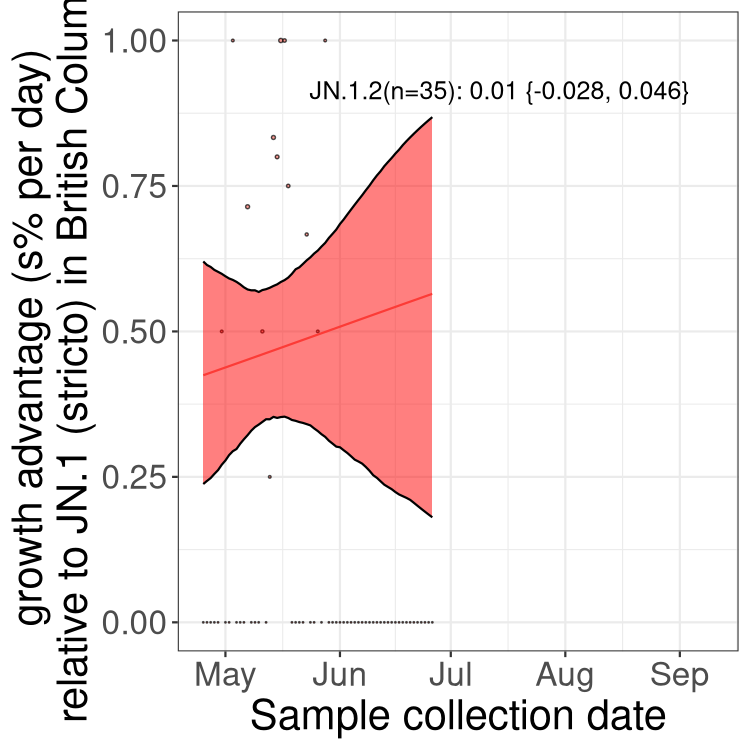 growth advantage (s% per day)
relative to JN.1 (stricto) in British Colum
1.00
0.75
0.50
0.25
0.00
JN.1.2(n=35): 0.01 {-0.028, 0.046}
May Jun Jul Aug Sep
Sample collection date